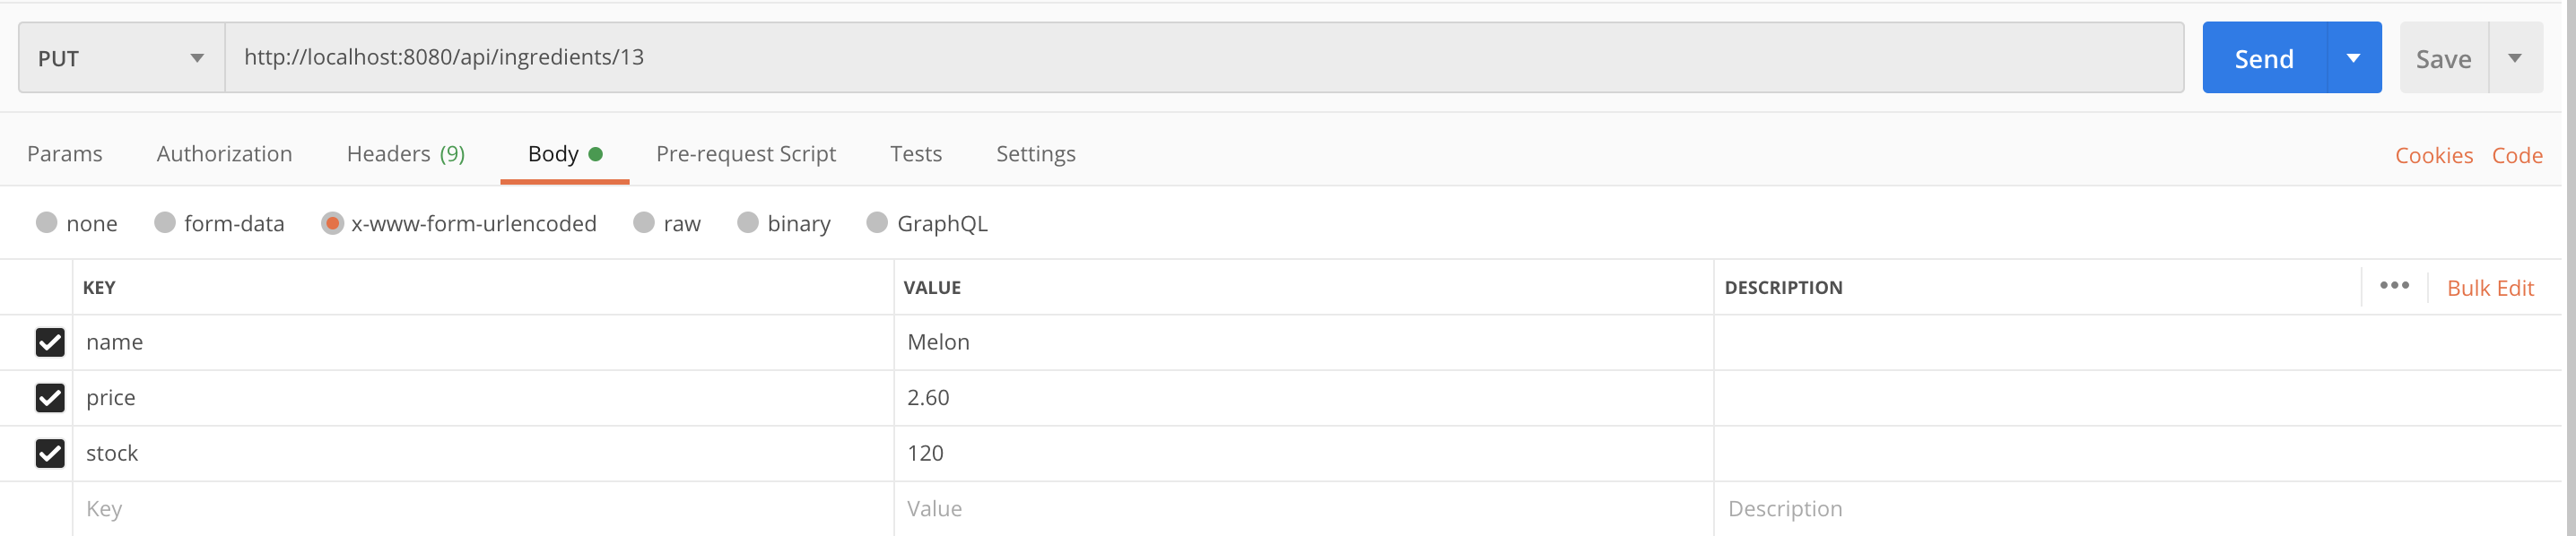 PUT http://localhost:8080/api/ingredients/13 Send Save
Params Authorization Headers (9) Body Pre-request Script Tests Settings Cookies Code
none form-data x-www-form-urlencoded raw binary GraphQL
KEY VALUE DESCRIPTION ••• Bulk Edit
name Melon
price 2.60
stock 120
Key Value Description